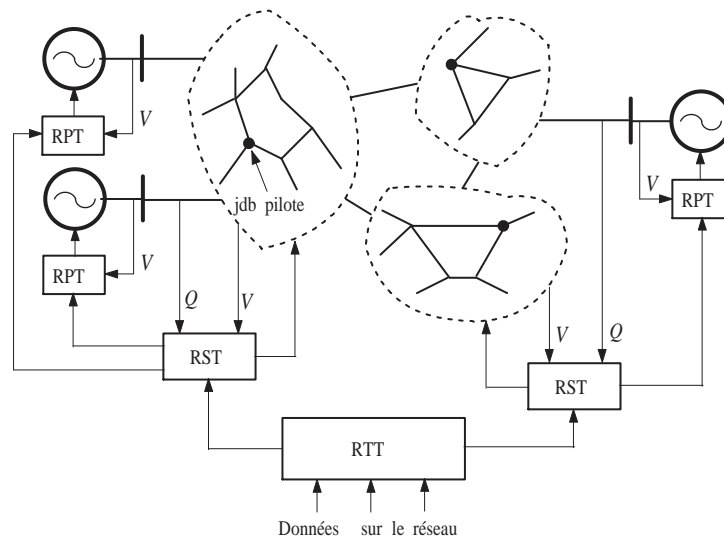 RPT
V
jdb pilote
V
RPT
RPT
V
Q
V
V
Q
RST
RST
RTT
Données sur le réseau